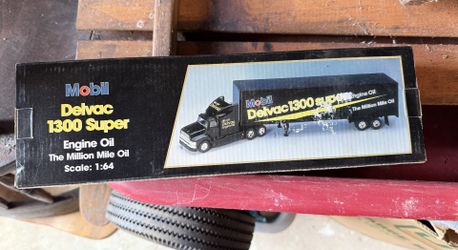 Mobil
Delvac
1300 Super
Engine Oil
The Million Mile Oil
Scale: 1:64
Mobil
Delvac 1300 super
Engine Oil
The Million Mile Oil